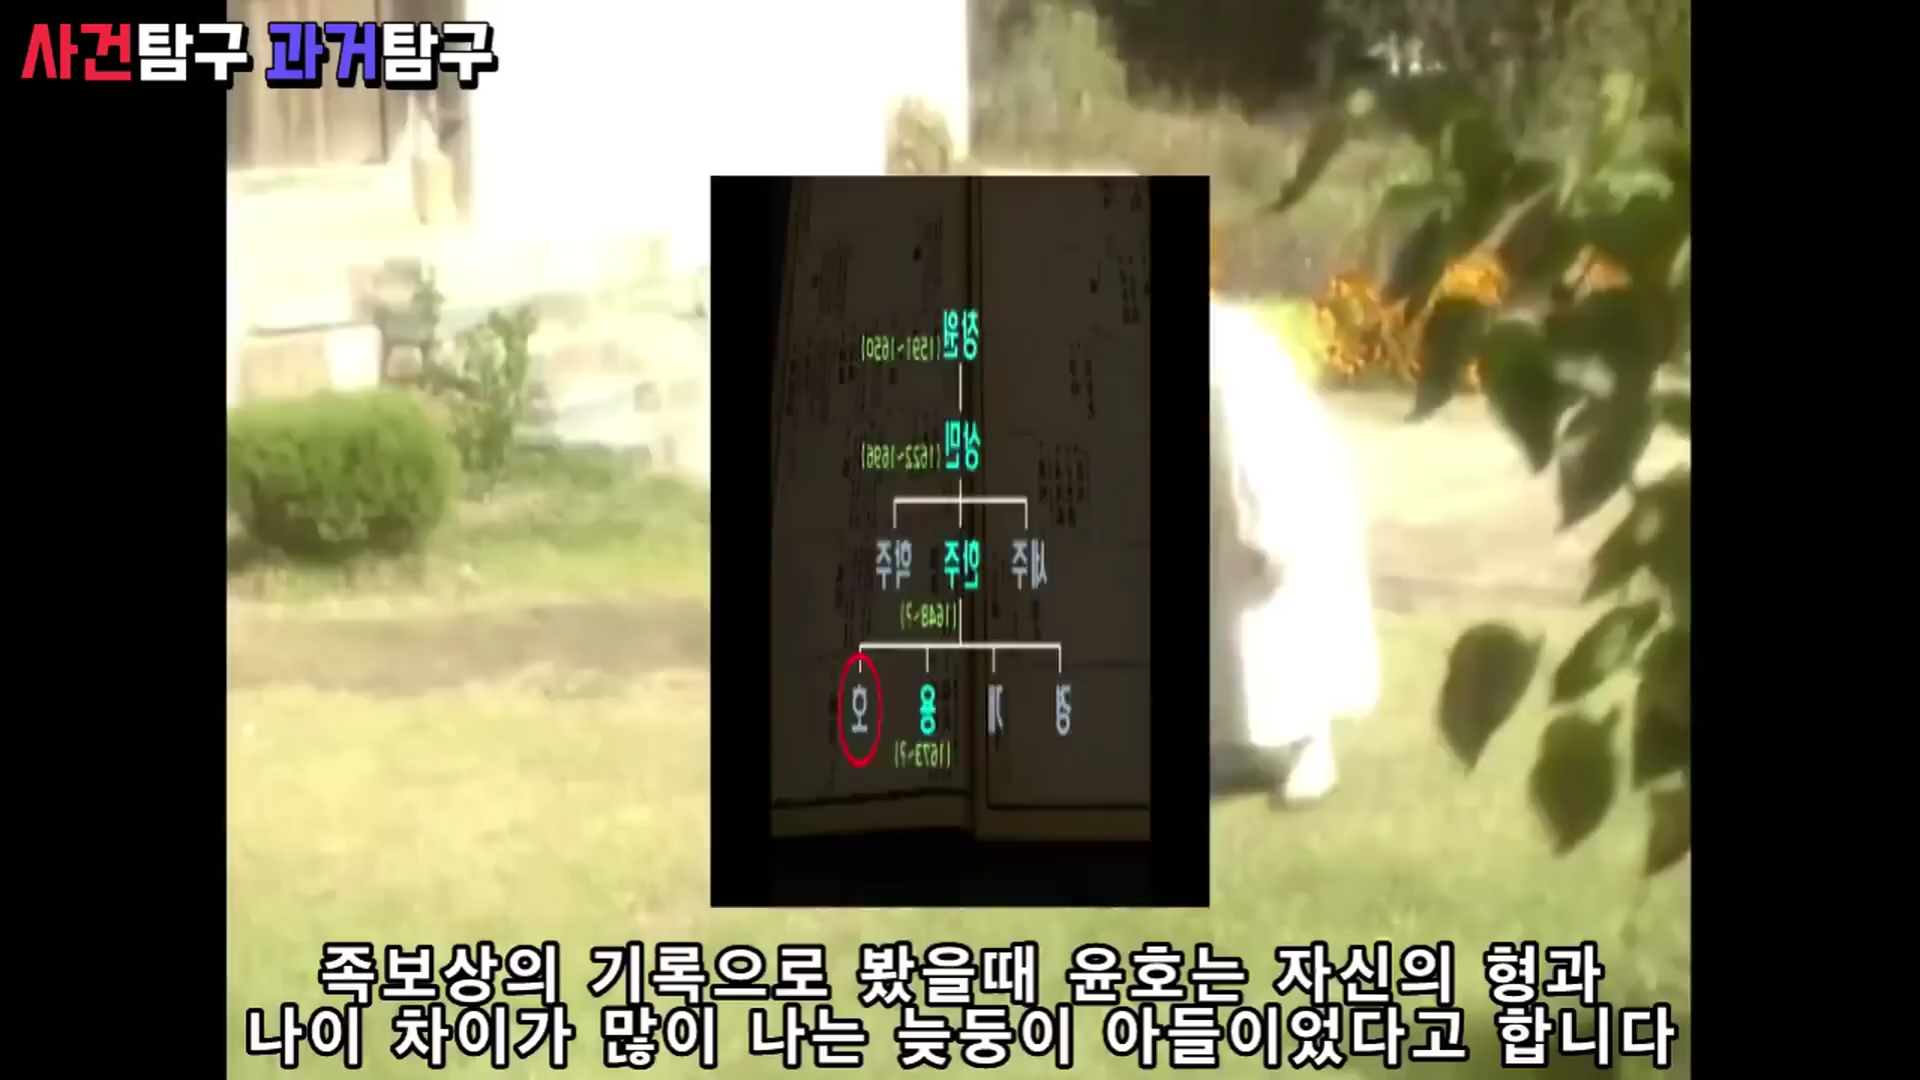 사건탐구 과거탐구
창원(1591~1650)
상민(1622~1696)
세주 한주 학주
(1648~?)
경 개 용 호
(1673~?)
족보상의 기록으로 봤을때 윤호는 자신의 형과
나이 차이가 많이 나는 늦둥이 아들이었다고 합니다